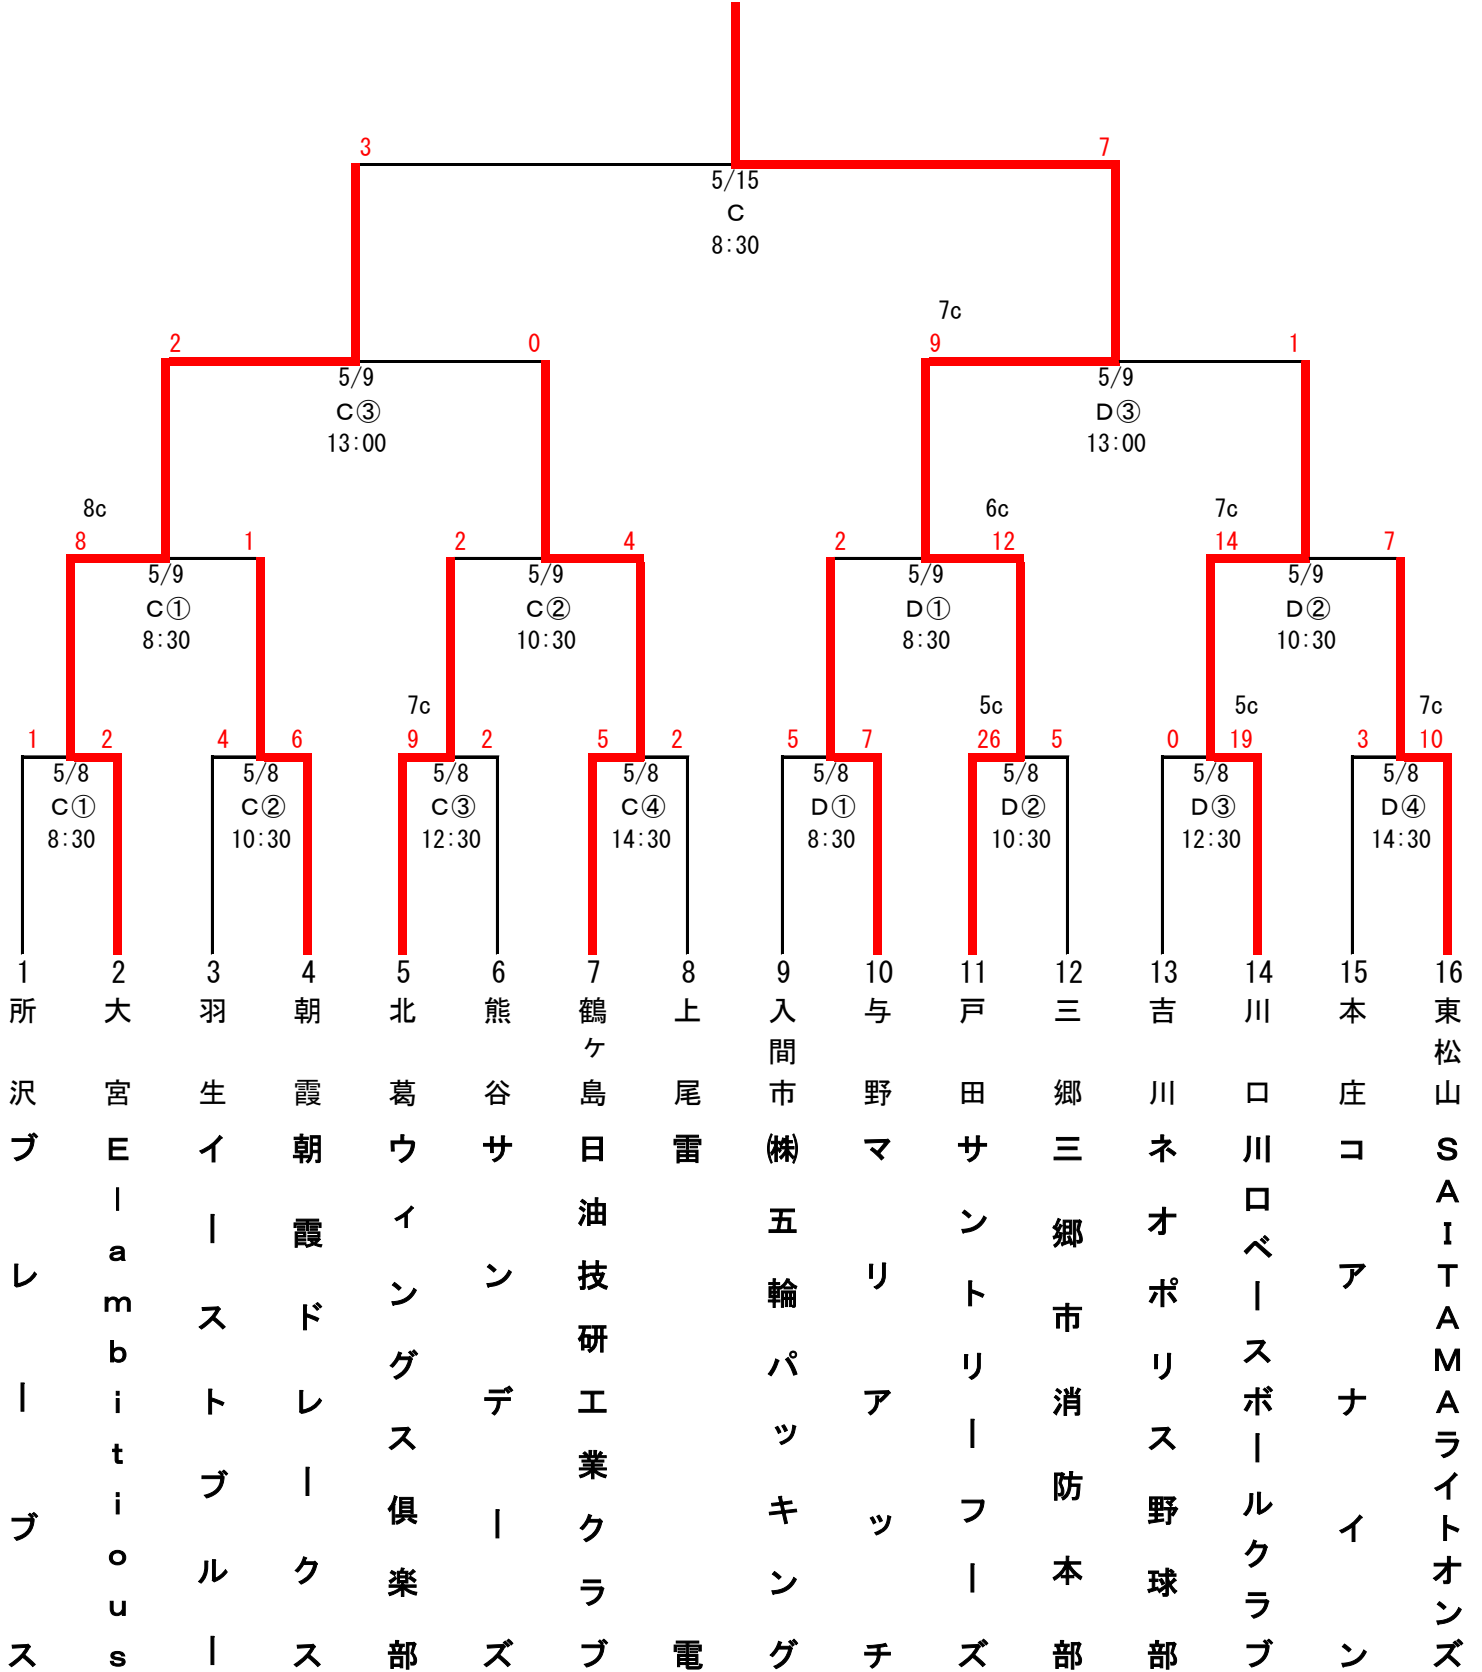 3 7
5/15
C
8:30
7c
2 0 9 1
5/9 5/9
C③ D③
13:00 13:00
8c 6c 7c
8 1 2 4 2 12 14 7
5/9 5/9 5/9 5/9
C① C② D① D②
8:30 10:30 8:30 10:30
7c 5c 5c 7c
1 2 4 6 9 2 5 2 5 7 26 5 0 19 3 10
5/8 5/8 5/8 5/8 5/8 5/8 5/8 5/8
C① C② C③ C④ D① D② D③ D④
8:30 10:30 12:30 14:30 8:30 10:30 12:30 14:30
1 2 3 4 5 6 7 8 9 10 11 12 13 14 15 16
所沢 ブレーブス
大宮 Elambitious
羽生 イーストブルー
朝霞 朝霞ドレークス
北葛 ウィングス倶楽部
熊谷 サンデーズ
鶴ケ島 日油技研工業クラブ
上尾 雷電
入間市 ㈱五輪パッキング
与野 マリアッチ
戸田 サントリーフーズ
三郷 三郷市消防本部
吉川 ネオポリス野球部
川口 川口ベースボールクラブ
本庄 コアナイン
東松山 SAITAMAライトオンズ